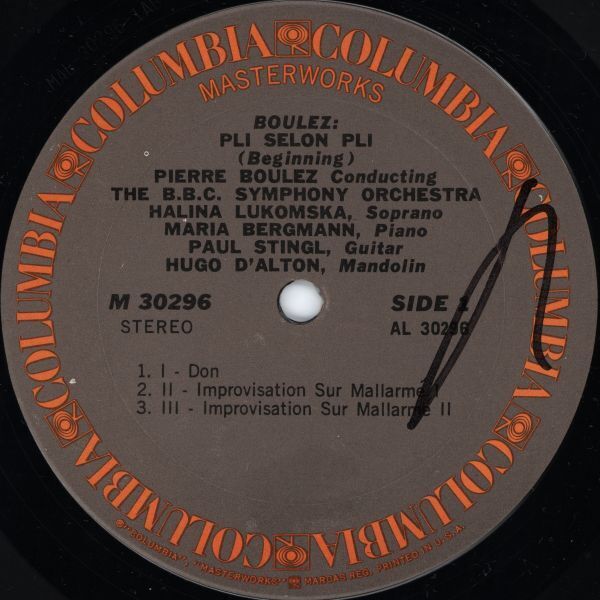 COLUMBIA COLUMBIA COLUMBIA COLUMBIA COLUMBIA COLUMBIA
MASTERWORKS
BOULEZ:
PLI SELON PLI
(Beginning)
PIERRE BOULEZ Conducting
THE B.B.C. SYMPHONY ORCHESTRA
HALINA LUKOMSKA, Soprano
MARIA BERGMANN, Piano
PAUL STINGL, Guitar
HUGO D'ALTON, Mandolin
M 30296
SIDE 1
STEREO
AL 30296
1. I - Don
2. II - Improvisation Sur Mallarmé I
3. III - Improvisation Sur Mallarmé II
"COLUMBIA", "MASTERWORKS" MARCAS REG. PRINTED IN U.S.A.